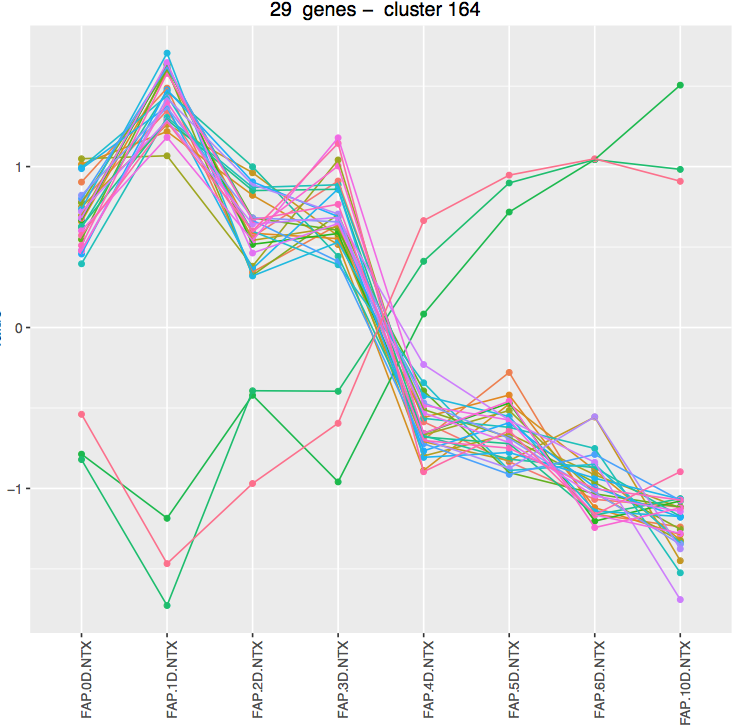 29 genes − cluster 164
1
0
−1
FAP.0D.NTX
FAP.1D.NTX
FAP.2D.NTX
FAP.3D.NTX
FAP.4D.NTX
FAP.5D.NTX
FAP.6D.NTX
FAP.10D.NTX